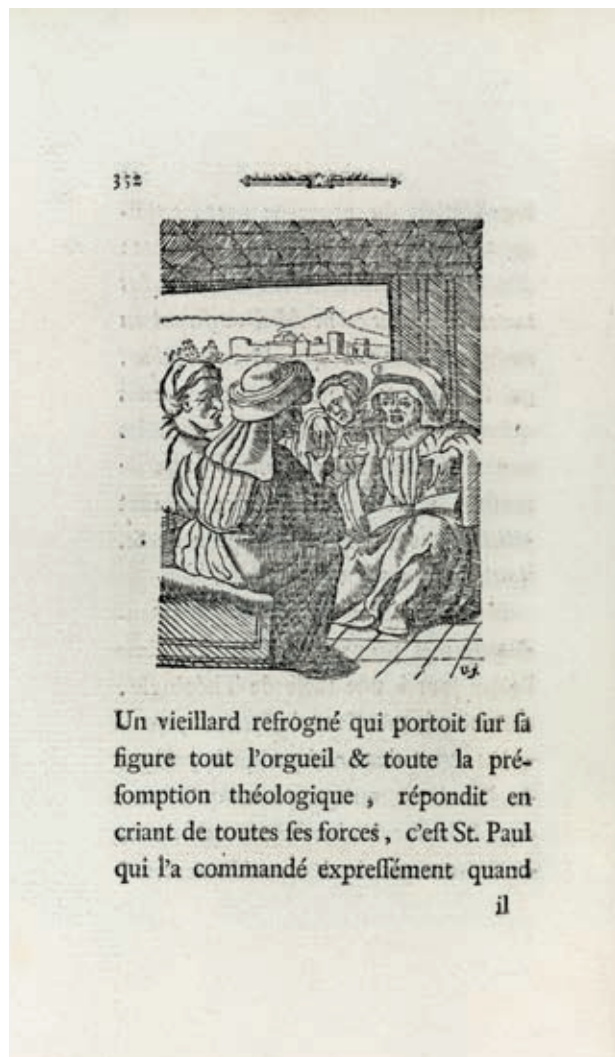 352
v.f.
Un vieillard refrogné qui portoit ſur ſa
figure tout l'orgueil & toute la pré-
ſomption théologique, répondit en
criant de toutes ſes forces, c'eſt St. Paul
qui l'a commandé expreſſément quand
il